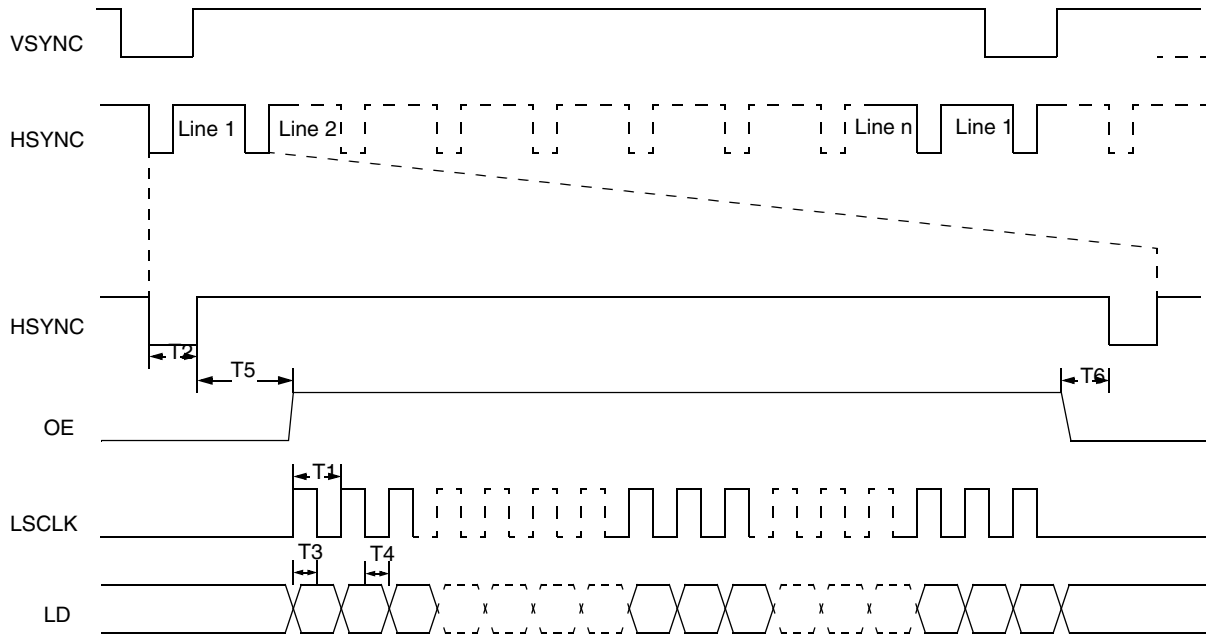 VSYNC
HSYNC
Line 1
Line 2
Line n
Line 1
HSYNC
T2
T5
T6
OE
T1
LSCLK
T3
T4
LD